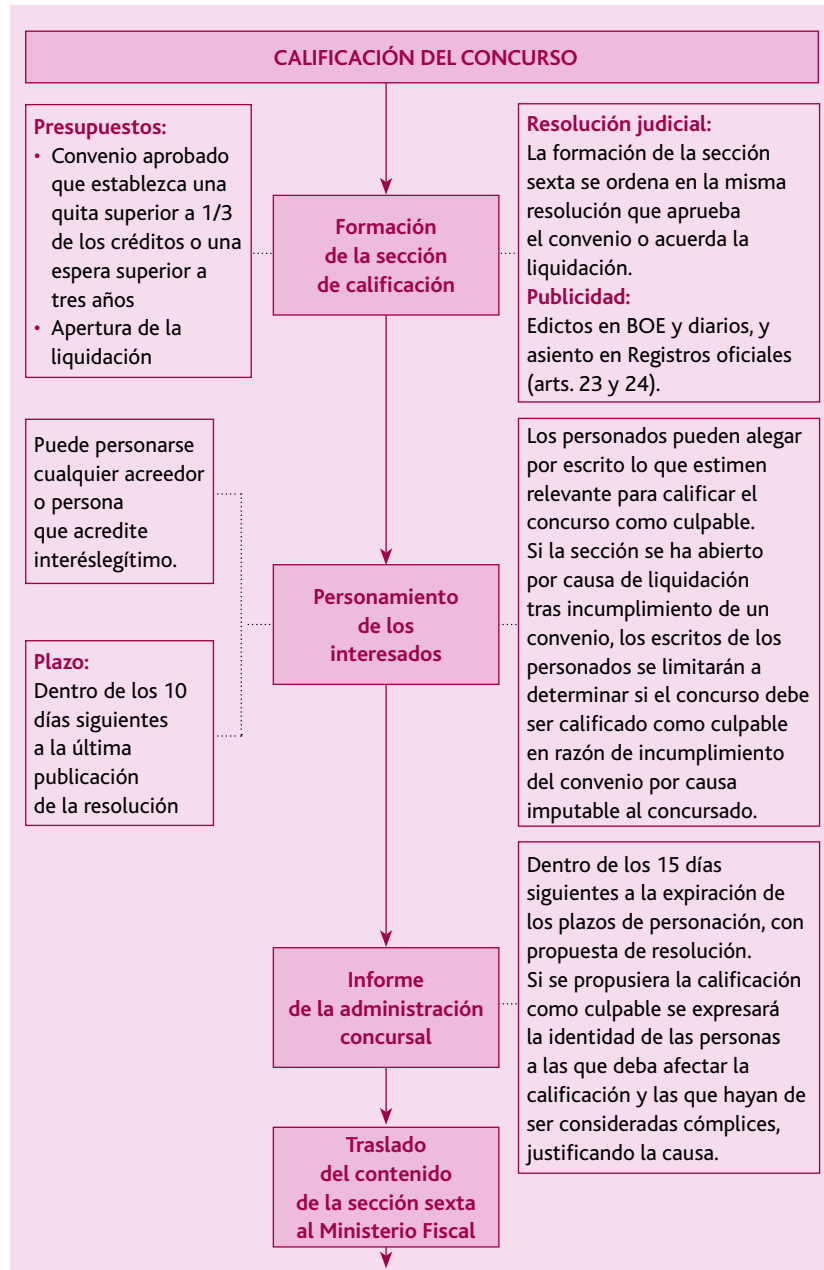 CALIFICACIÓN DEL CONCURSO
Presupuestos:
• Convenio aprobado
que establezca una
quita superior a 1/3
de los créditos o una
espera superior a
tres años
• Apertura de la
liquidación
Formación
de la sección
de calificación
Resolución judicial:
La formación de la sección
sexta se ordena en la misma
resolución que aprueba
el convenio o acuerda la
liquidación.
Publicidad:
Edictos en BOE y diarios, y
asiento en Registros oficiales
(arts. 23 y 24).
Puede personarse
cualquier acreedor
o persona
que acredite
interéslegítimo.
Plazo:
Dentro de los 10
días siguientes
a la última
publicación
de la resolución
Personamiento
de los
interesados
Los personados pueden alegar
por escrito lo que estimen
relevante para calificar el
concurso como culpable.
Si la sección se ha abierto
por causa de liquidación
tras incumplimiento de un
convenio, los escritos de los
personados se limitarán a
determinar si el concurso debe
ser calificado como culpable
en razón de incumplimiento
del convenio por causa
imputable al concursado.
Informe
de la administración
concursal
Dentro de los 15 días
siguientes a la expiración de
los plazos de personación, con
propuesta de resolución.
Si se propusiera la calificación
como culpable se expresará
la identidad de las personas
a las que deba afectar la
calificación y las que hayan de
ser consideradas cómplices,
justificando la causa.
Traslado
del contenido
de la sección sexta
al Ministerio Fiscal